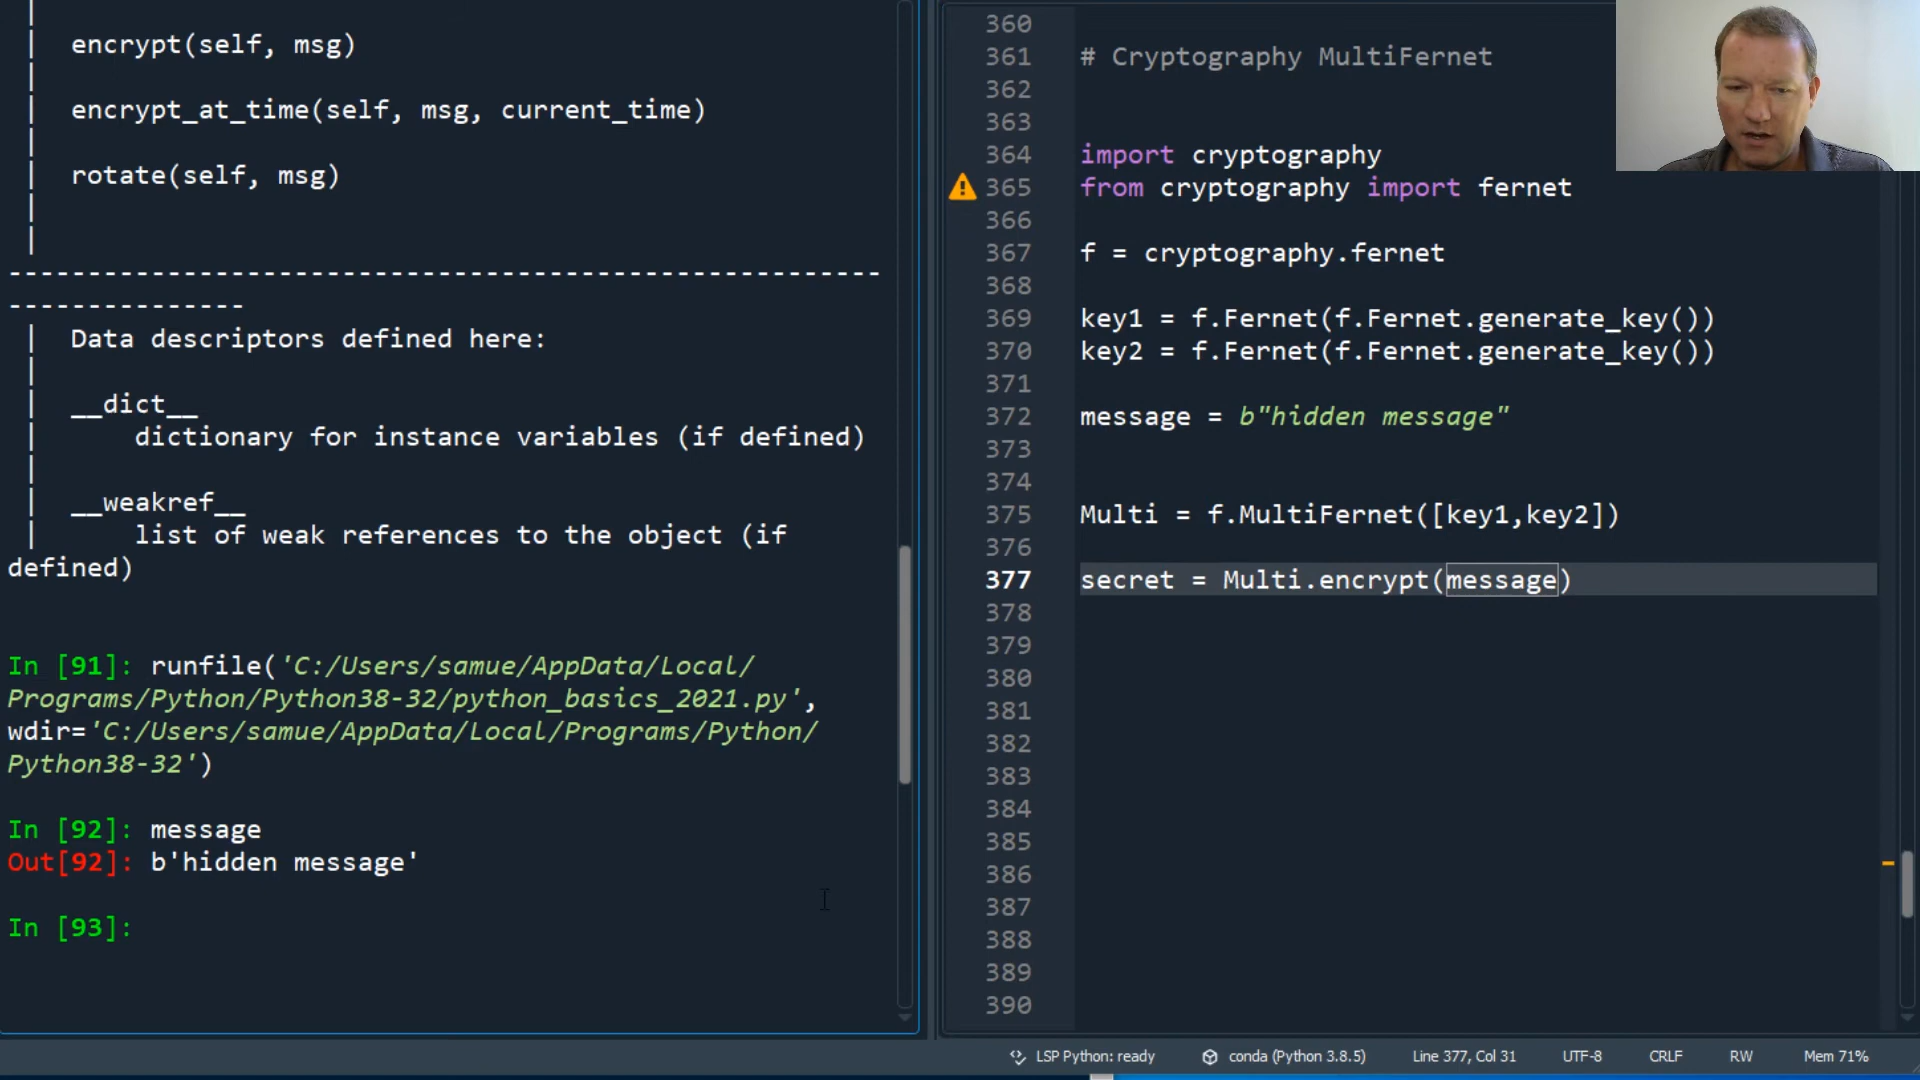 encrypt(self, msg)
encrypt_at_time(self, msg, current_time)
rotate(self, msg)
-------------------------------------------------------
---------------
Data descriptors defined here:
__dict__
dictionary for instance variables (if defined)
__weakref__
list of weak references to the object (if
defined)
In [91]: runfile('C:/Users/samue/AppData/Local/
Programs/Python/Python38-32/python_basics_2021.py',
wdir='C:/Users/samue/AppData/Local/Programs/Python/
Python38-32')
In [92]: message
Out[92]: b'hidden message'
In [93]:
360
361 # Cryptography MultiFernet
362
363
364 import cryptography
365 from cryptography import fernet
366
367 f = cryptography.fernet
368
369 key1 = f.Fernet(f.Fernet.generate_key())
370 key2 = f.Fernet(f.Fernet.generate_key())
371
372 message = b"hidden message"
373
374
375 Multi = f.MultiFernet([key1,key2])
376
377 secret = Multi.encrypt(message)
378
379
380
381
382
383
384
385
386
387
388
389
390
LSP Python: ready conda (Python 3.8.5) Line 377, Col 31 UTF-8 CRLF RW Mem 71%